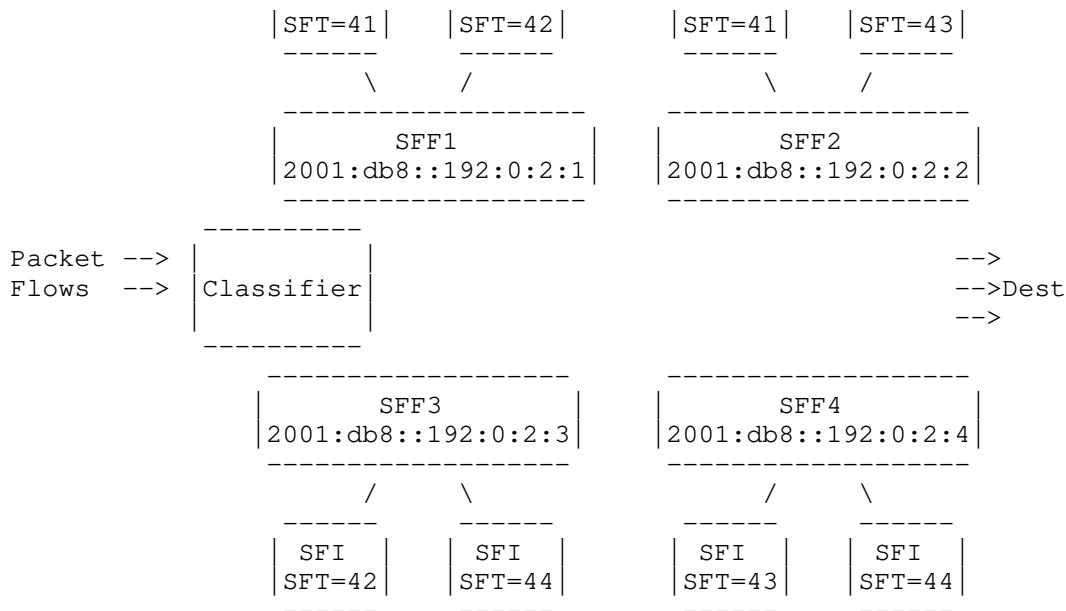 |SFT=41| |SFT=42| |SFT=41| |SFT=43|
SFF1 SFF2
|2001:db8::192:0:2:1| |2001:db8::192:0:2:2|
Packet --> -->
Flows --> |Classifier| -->Dest
-->
SFF3 SFF4
|2001:db8::192:0:2:3| |2001:db8::192:0:2:4|
SFI SFI SFI SFI
|SFT=42| |SFT=44| |SFT=43| |SFT=44|